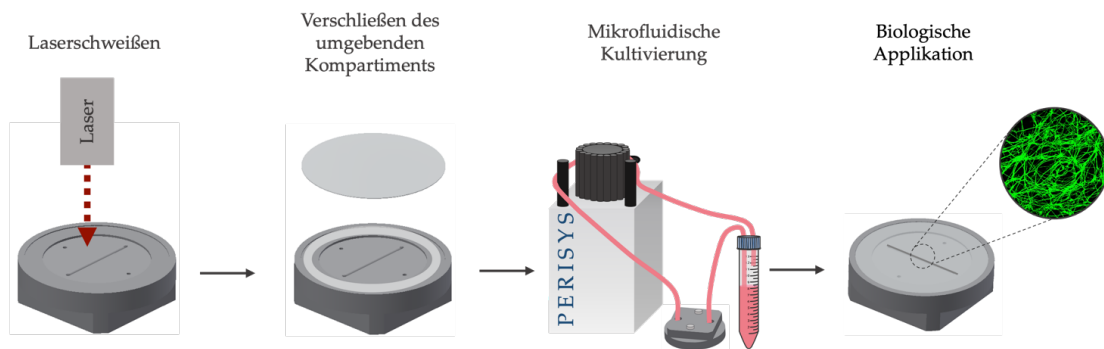 Laserschweißen
Verschließen des
umgebenden
Kompartiments
Mikrofluidische
Kultivierung
Biologische
Applikation
Laser
PERISYS